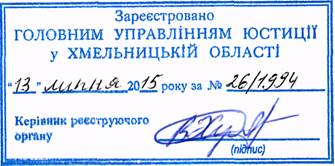 Зареєстровано
ГОЛОВНИМ УПРАВЛІННЯМ ЮСТИЦІЇ
у ХМЕЛЬНИЦЬКІЙ ОБЛАСТІ
"13" липня 2015 року за № 26/1994
Керівник реєструючого
органу
(підпис)